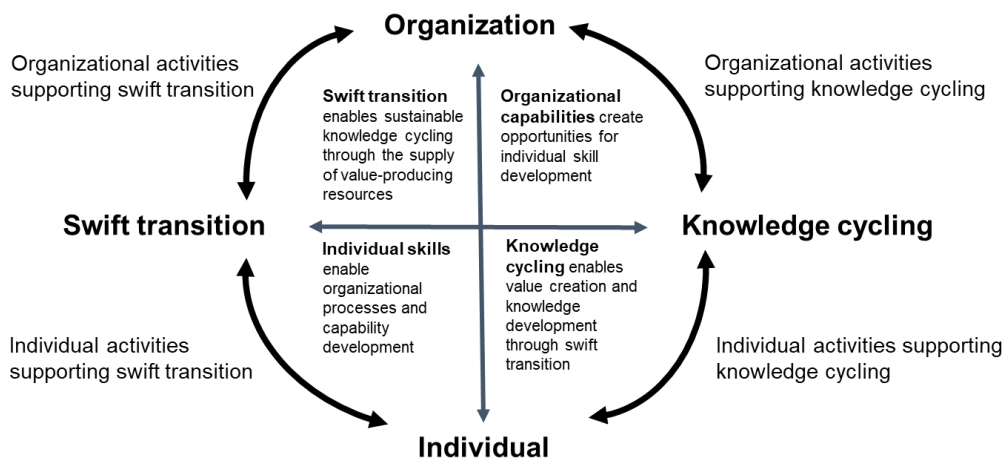 Organization
Organizational activities
supporting swift transition
Organizational activities
supporting knowledge cycling
Swift transition
enables sustainable
knowledge cycling
through the supply
of value-producing
resources
Organizational
capabilities create
opportunities for
individual skill
development
Swift transition
Knowledge cycling
Individual skills
enable
organizational
processes and
capability
development
Knowledge
cycling enables
value creation and
knowledge
development
through swift
transition
Individual activities
supporting swift transition
Individual activities supporting
knowledge cycling
Individual